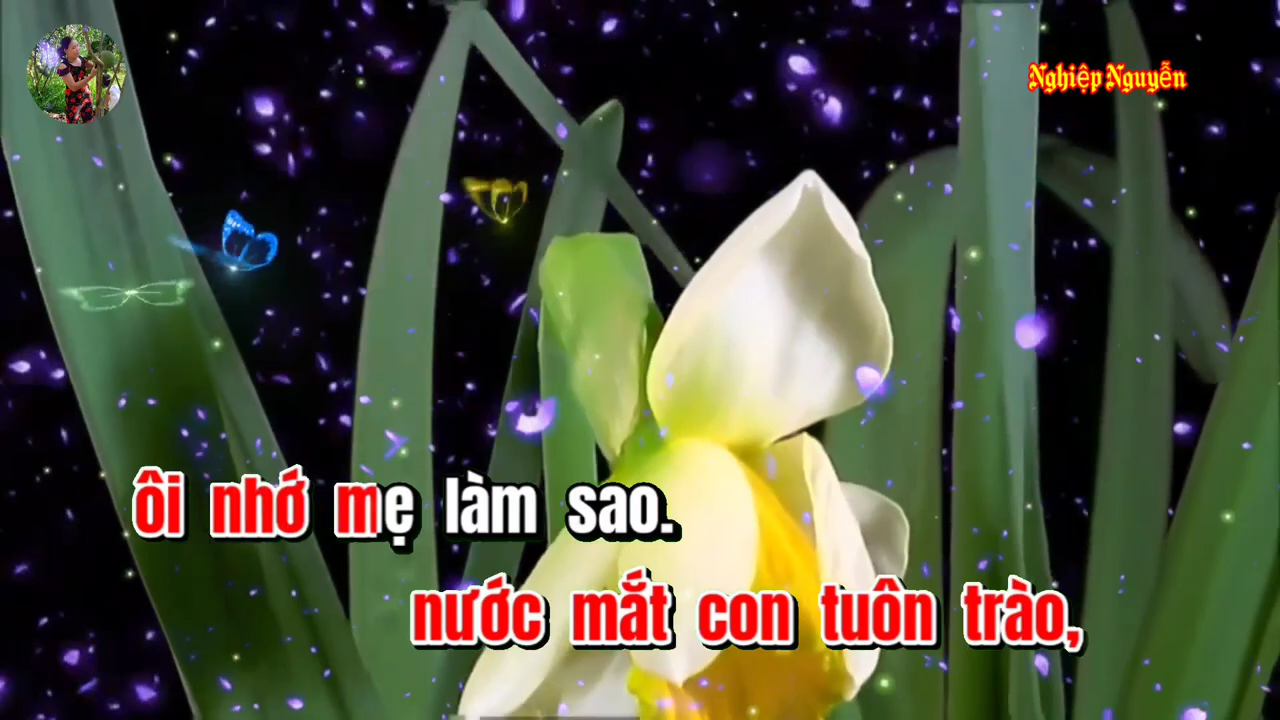 Nghiệp Nguyễn
ôi nhớ mẹ làm sao.
nước mắt con tuôn trào,